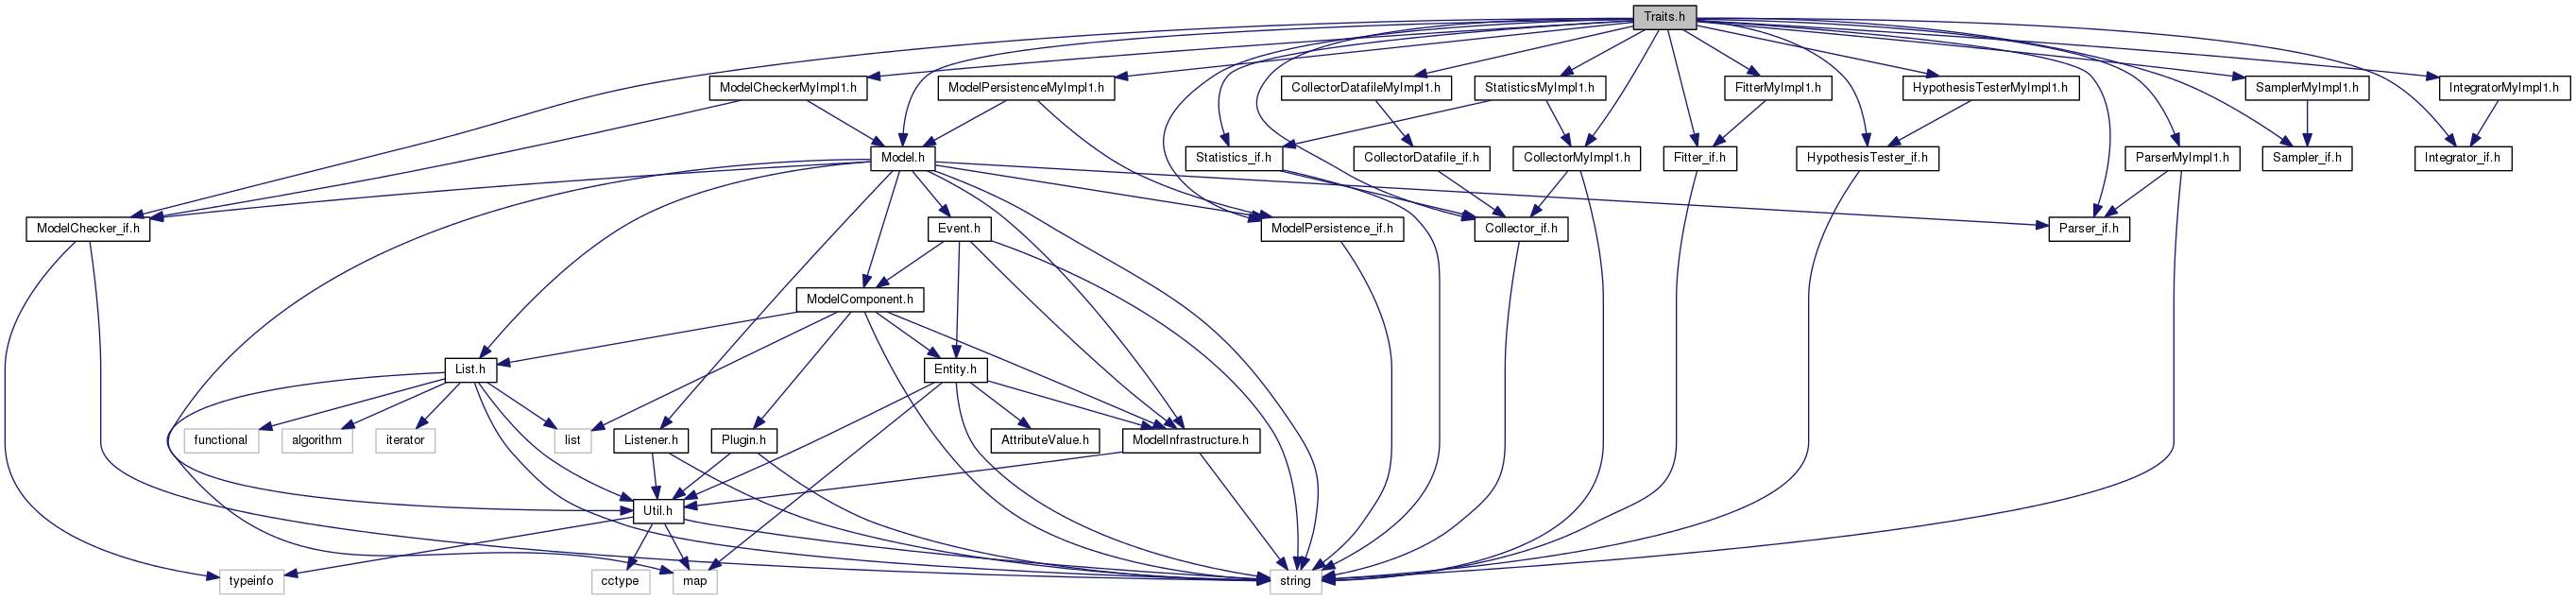 Traits.h
ModelCheckerMyImpl1.h
ModelPersistenceMyImpl1.h
CollectorDatafileMyImpl1.h
StatisticsMyImpl1.h
FitterMyImpl1.h
HypothesisTesterMyImpl1.h
SamplerMyImpl1.h
IntegratorMyImpl1.h
Model.h
Statistics_if.h
CollectorDatafile_if.h
CollectorMyImpl1.h
Fitter_if.h
HypothesisTester_if.h
ParserMyImpl1.h
Sampler_if.h
Integrator_if.h
ModelChecker_if.h
Event.h
ModelPersistence_if.h
Collector_if.h
Parser_if.h
ModelComponent.h
List.h
Entity.h
functional
algorithm
iterator
list
Listener.h
Plugin.h
AttributeValue.h
ModelInfrastructure.h
Util.h
typeinfo
cctype
map
string